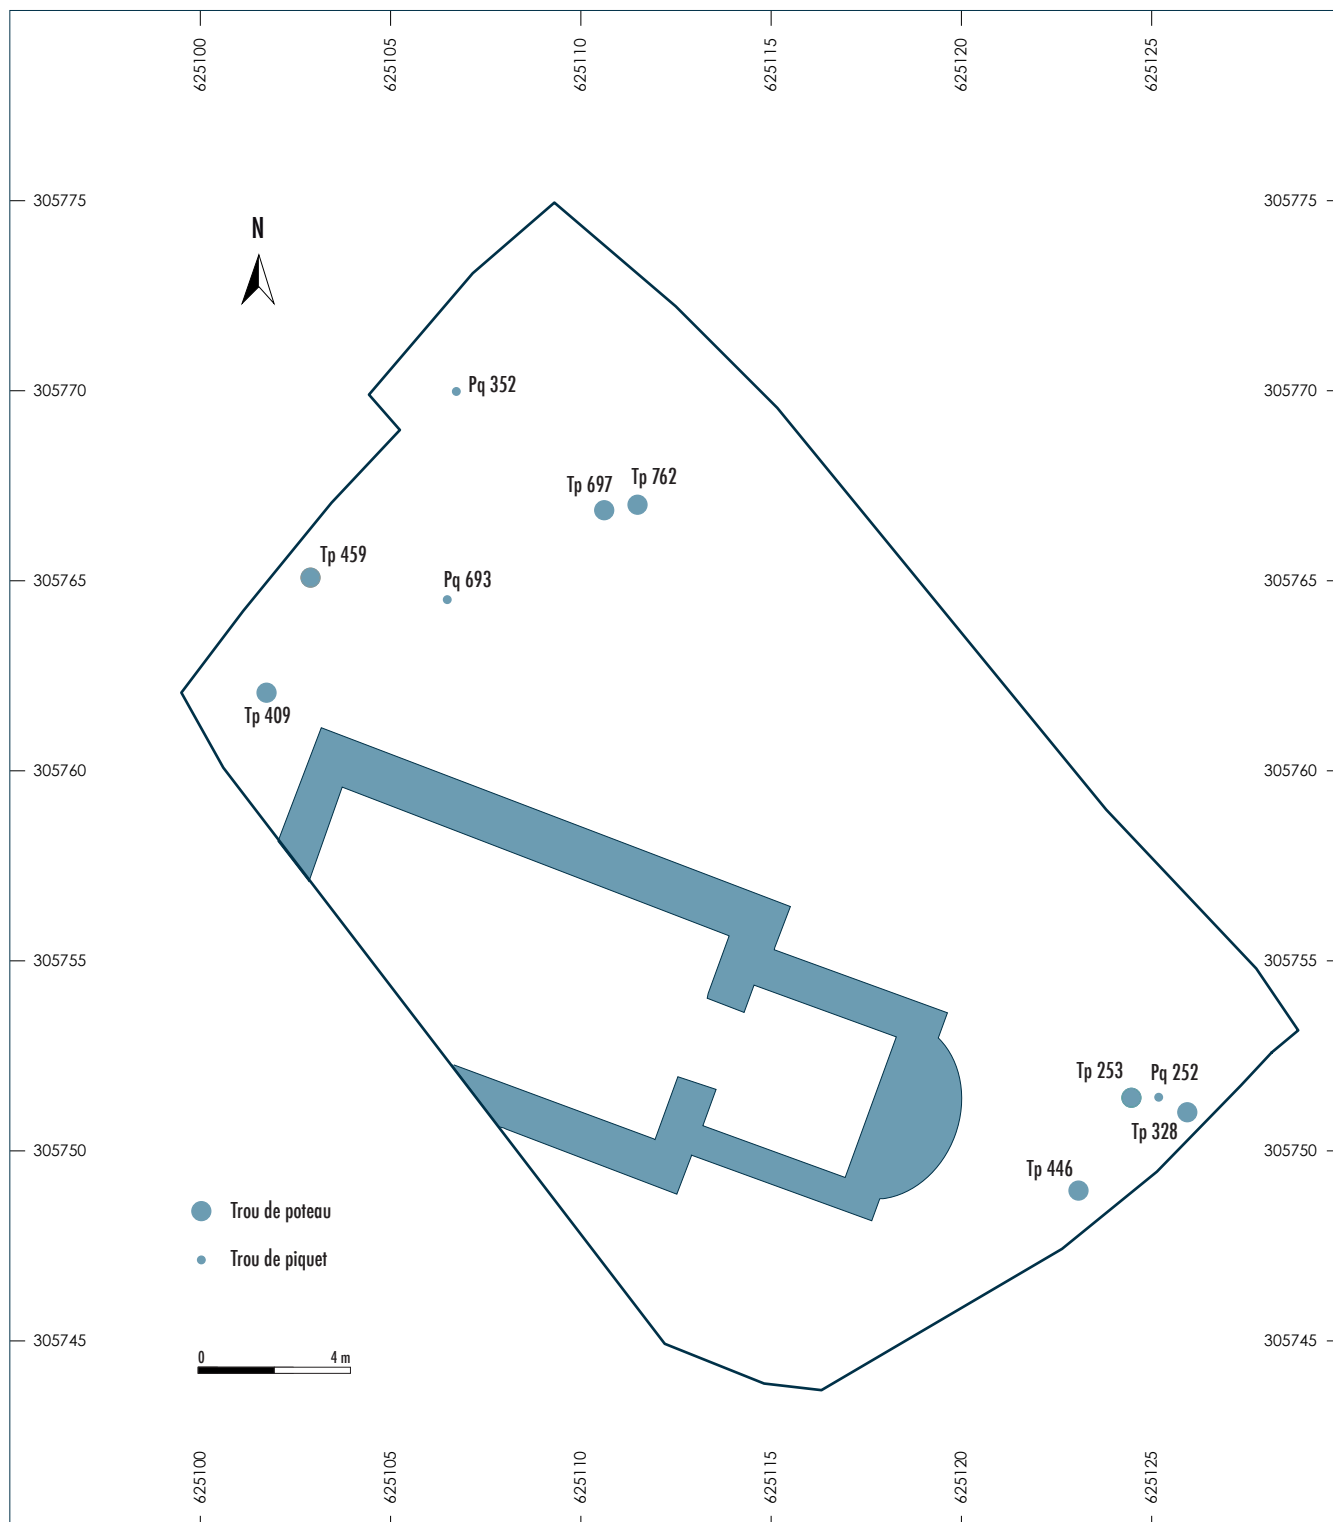 625100 625105 625110 625115 625120 625125
305775 305775
N
305770 305770
Pq 352
Tp 697 Tp 762
Tp 459
305765 305765
Pq 693
Tp 409
305760 305760
305755 305755
Tp 253 Pq 252
Tp 328
305750 305750
Tp 446
Trou de poteau
Trou de piquet
305745 305745
0 4 m
625100 625105 625110 625115 625120 625125